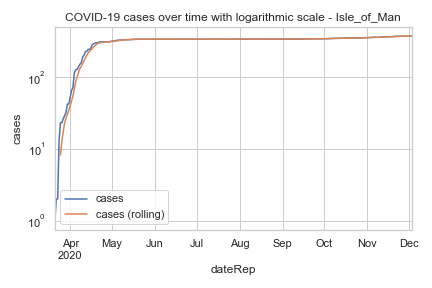 COVID-19 cases over time with logarithmic scale - Isle_of_Man
cases
10²
10¹
10⁰
cases
cases (rolling)
Apr May Jun Jul Aug Sep Oct Nov Dec
2020
dateRep